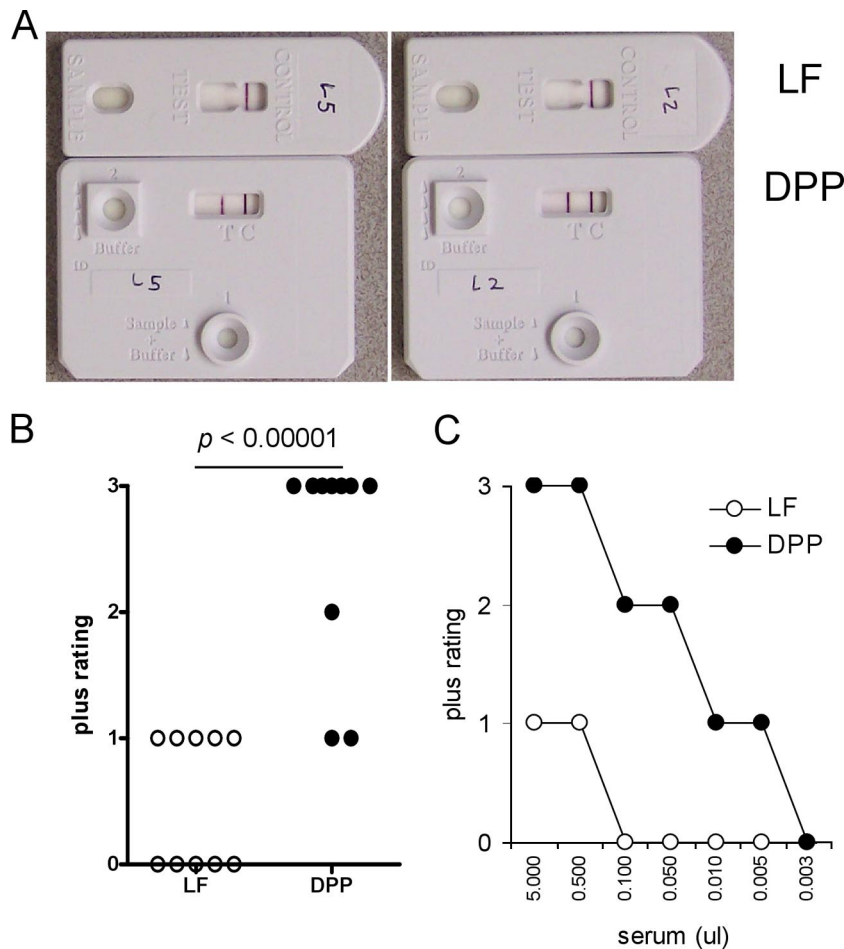 A
SAMPLE
TEST
CONTROL
L5
SAMPLE
TEST
CONTROL
L2
LF
2
Buffer
T C
ID
L5
1
Sample
+
Buffer
2
Buffer
T C
ID
L2
1
Sample
+
Buffer
DPP
B
p < 0.00001
plus rating
3
2
1
0
LF
DPP
C
plus rating
3
2
1
0
LF
DPP
5.000
0.500
0.100
0.050
0.010
0.005
0.003
serum (ul)